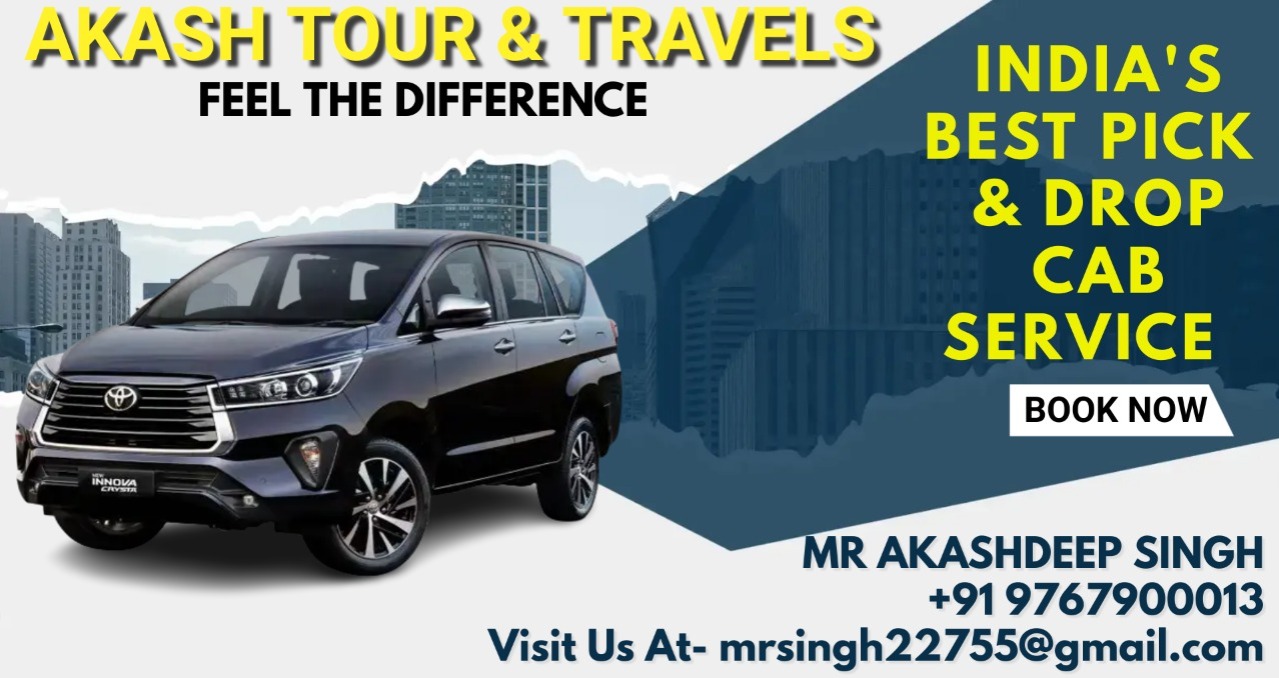 AKASH TOUR & TRAVELS
FEEL THE DIFFERENCE
INDIA'S
BEST PICK
& DROP
CAB
SERVICE
BOOK NOW
NEW
INNOVA
CRYSTA
MR AKASHDEEP SINGH
+91 9767900013
Visit Us At- mrsingh22755@gmail.com